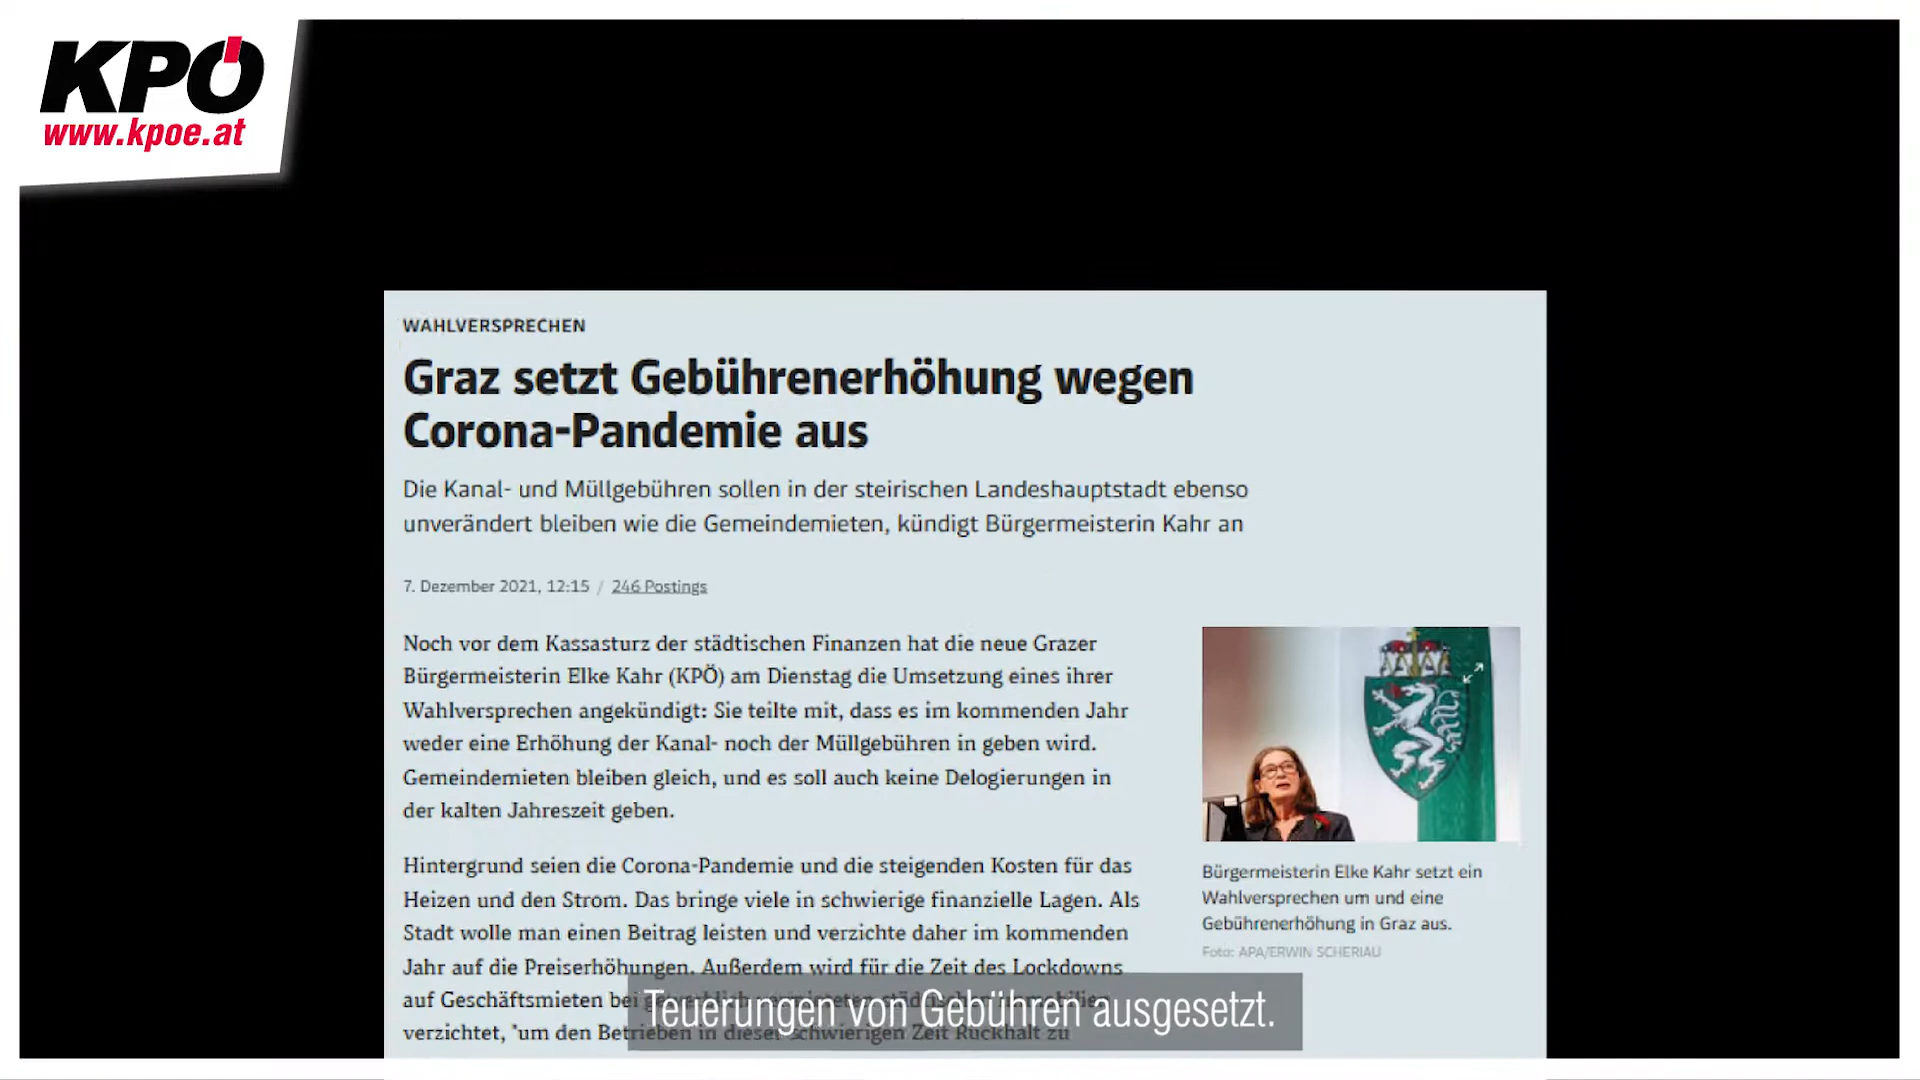 KPÖ
www.kpoe.at
WAHLVERSPRECHEN
Graz setzt Gebührenerhöhung wegen
Corona-Pandemie aus
Die Kanal- und Müllgebühren sollen in der steirischen Landeshauptstadt ebenso
unverändert bleiben wie die Gemeindemieten, kündigt Bürgermeisterin Kahr an
7. Dezember 2021, 12:15 / 246 Postings
Noch vor dem Kassasturz der städtischen Finanzen hat die neue Grazer
Bürgermeisterin Elke Kahr (KPÖ) am Dienstag die Umsetzung eines ihrer
Wahlversprechen angekündigt: Sie teilte mit, dass es im kommenden Jahr
weder eine Erhöhung der Kanal- noch der Müllgebühren in geben wird.
Gemeindemieten bleiben gleich, und es soll auch keine Delogierungen in
der kalten Jahreszeit geben.
Hintergrund seien die Corona-Pandemie und die steigenden Kosten für das
Heizen und den Strom. Das bringe viele in schwierige finanzielle Lagen. Als
Stadt wolle man einen Beitrag leisten und verzichte daher im kommenden
Jahr auf die Preiserhöhungen. Außerdem wird für die Zeit des Lockdowns
auf Geschäftsmieten bei
verzichtet, "um den Betrieben in dieser schwierigen Zeit Rückhalt zu
Bürgermeisterin Elke Kahr setzt ein
Wahlversprechen um und eine
Gebührenerhöhung in Graz aus.
Foto: APA/ERWIN SCHERIAU
Teuerungen von Gebühren ausgesetzt.